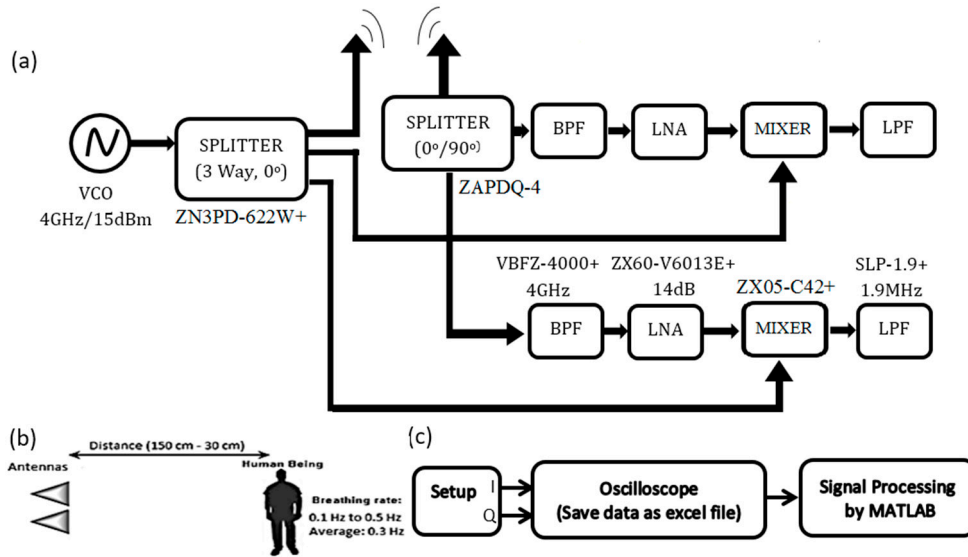 (a)
VCO
4GHz/15dBm
SPLITTER
(3 Way, 0º)
ZN3PD-622W+
SPLITTER
(0º/90º)
ZAPDQ-4
BPF
LNA
MIXER
LPF
VBFZ-4000+
4GHz
BPF
ZX60-V6013E+
14dB
LNA
ZX05-C42+
MIXER
SLP-1.9+
1.9MHz
LPF
(b)
Distance (150 cm - 30 cm)
Antennas
Human Being
Breathing rate:
0.1 Hz to 0.5 Hz
Average: 0.3 Hz
(c)
Setup
I
Q
Oscilloscope
(Save data as excel file)
Signal Processing
by MATLAB